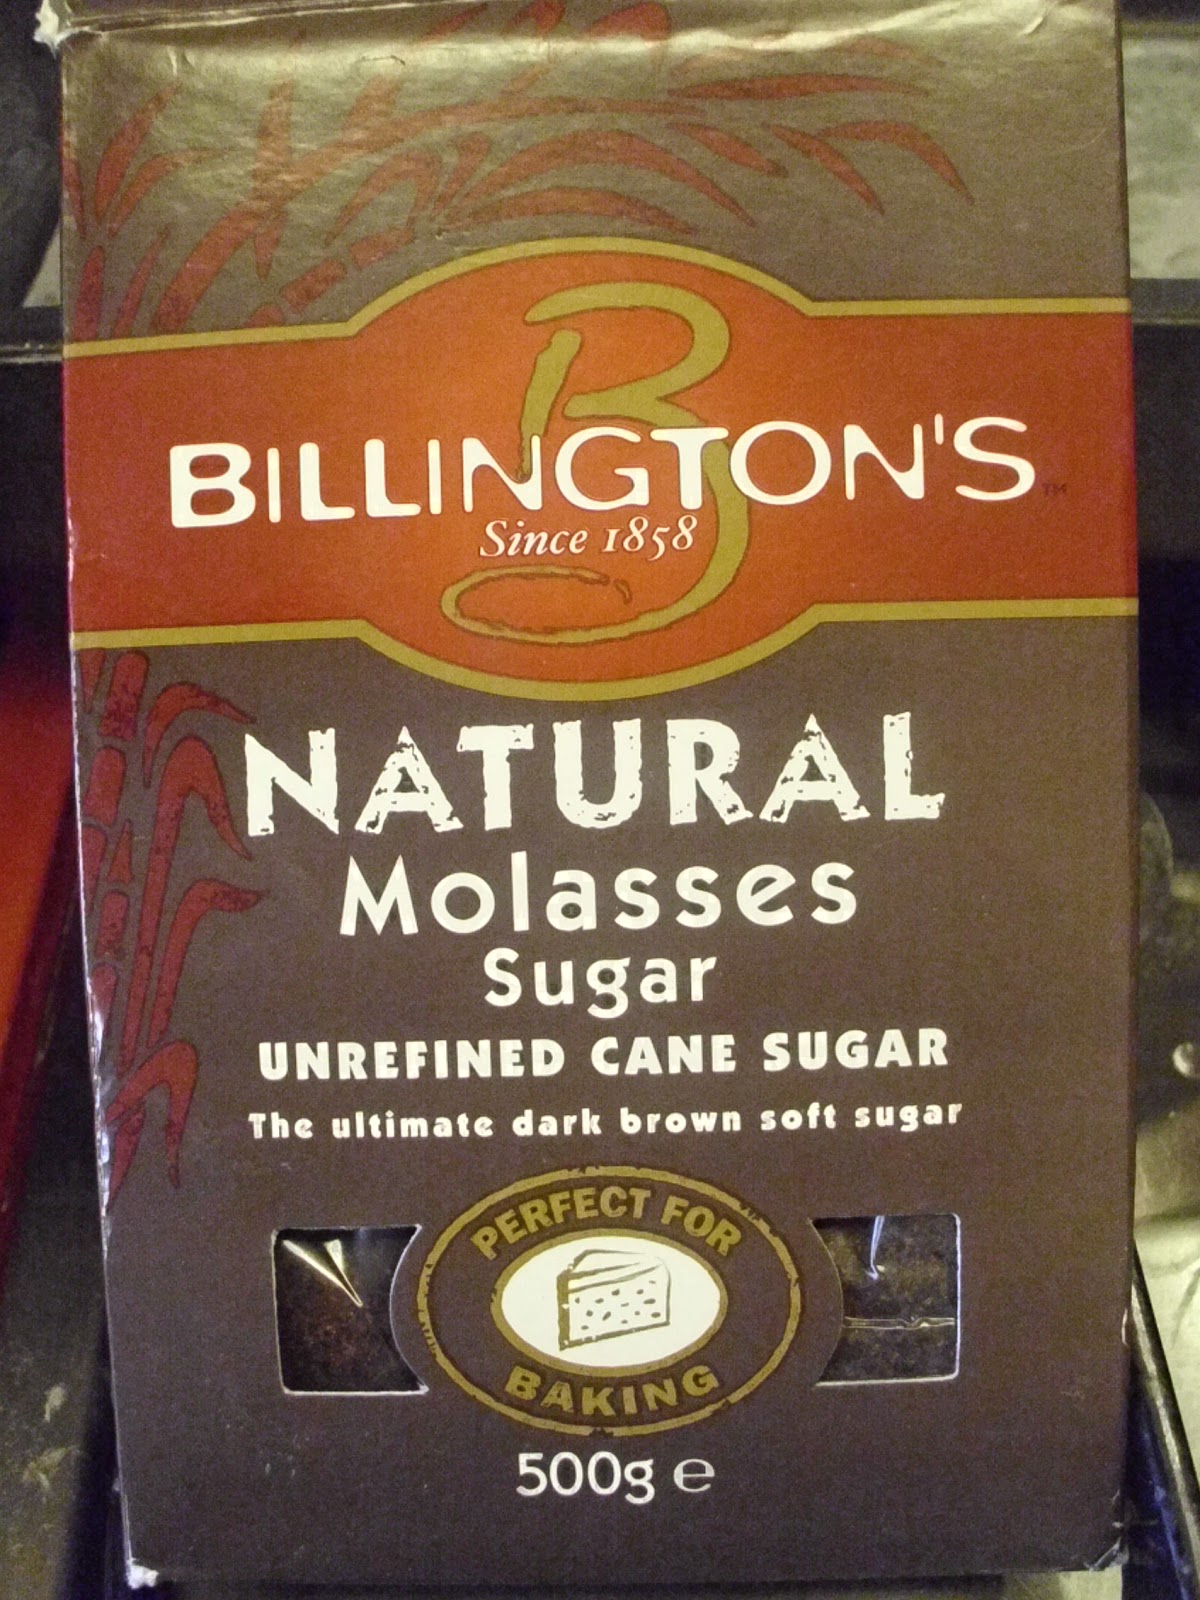 BILLINGTON'S™
Since 1858
NATURAL
Molasses
Sugar
UNREFINED CANE SUGAR
The ultimate dark brown soft sugar
PERFECT FOR
BAKING
500g ℮